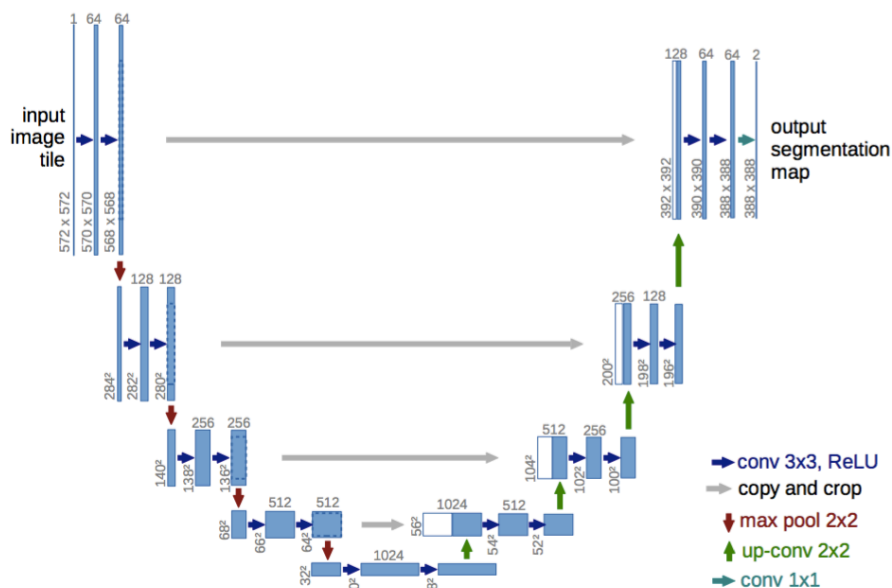 1 64 64
input
image
tile
572 x 572
570 x 570
568 x 568
128 64 64 2
output
segmentation
map
392 x 392
390 x 390
388 x 388
388 x 388
128 128
284²
282²
280²
256 128
200²
198²
196²
256 256
140²
138²
136²
512 256
104²
102²
100²
512 512
68²
66²
64²
1024 512
56²
54²
52²
1024
32²
conv 3x3, ReLU
copy and crop
max pool 2x2
up-conv 2x2
conv 1x1